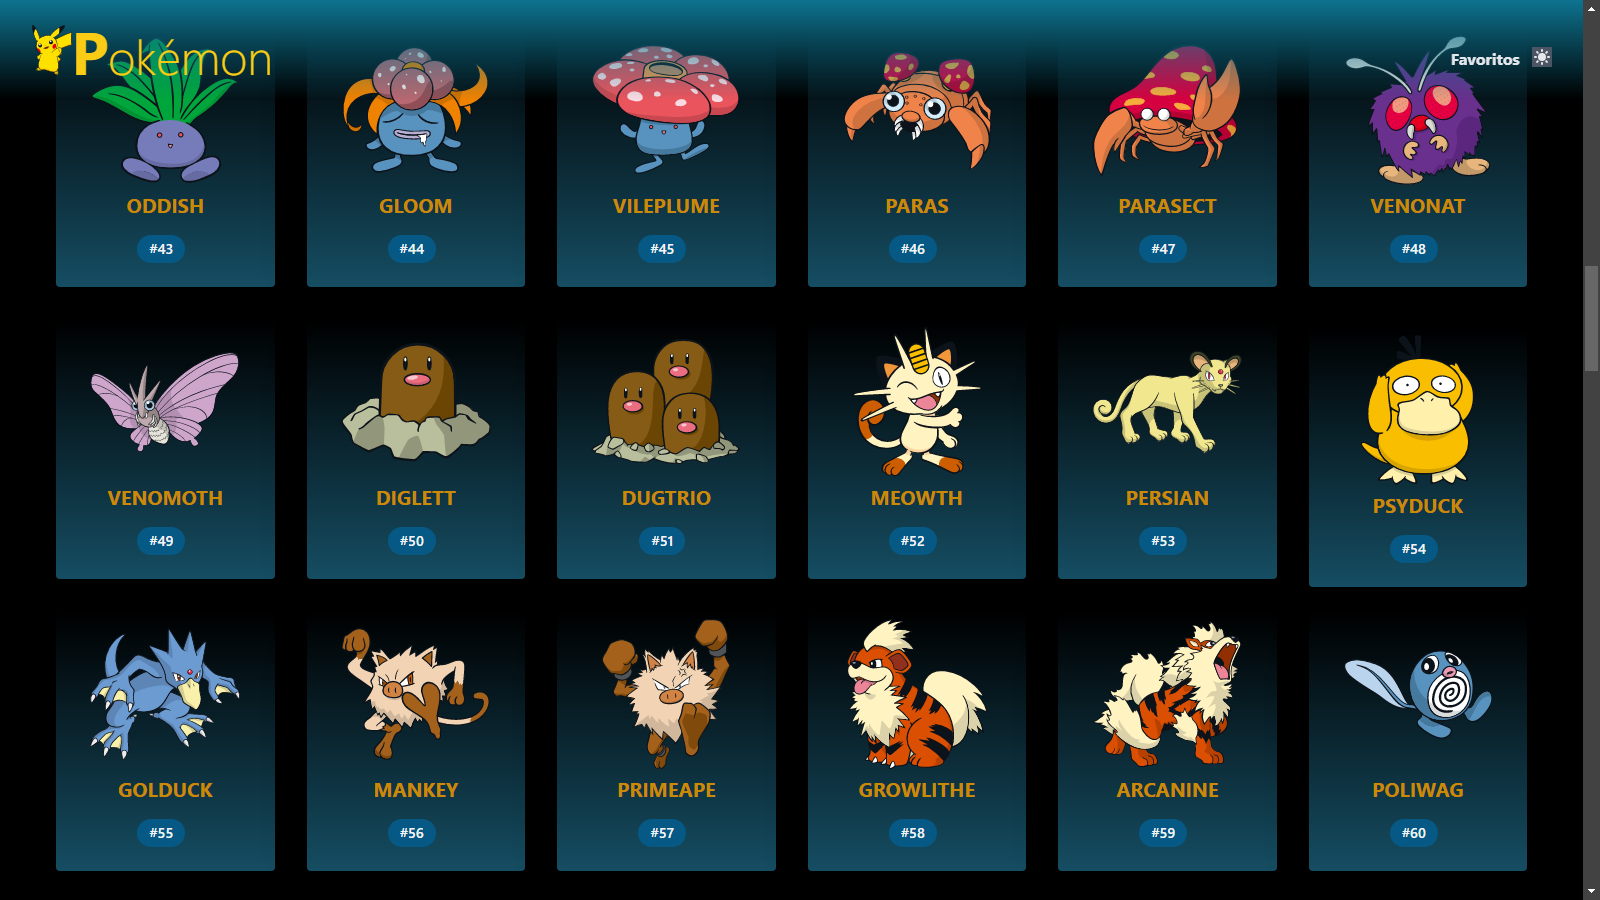 Pokémon
Favoritos
ODDISH
#43
GLOOM
#44
VILEPLUME
#45
PARAS
#46
PARASECT
#47
VENONAT
#48
VENOMOTH
#49
DIGLETT
#50
DUGTRIO
#51
MEOWTH
#52
PERSIAN
#53
PSYDUCK
#54
GOLDUCK
#55
MANKEY
#56
PRIMEAPE
#57
GROWLITHE
#58
ARCANINE
#59
POLIWAG
#60